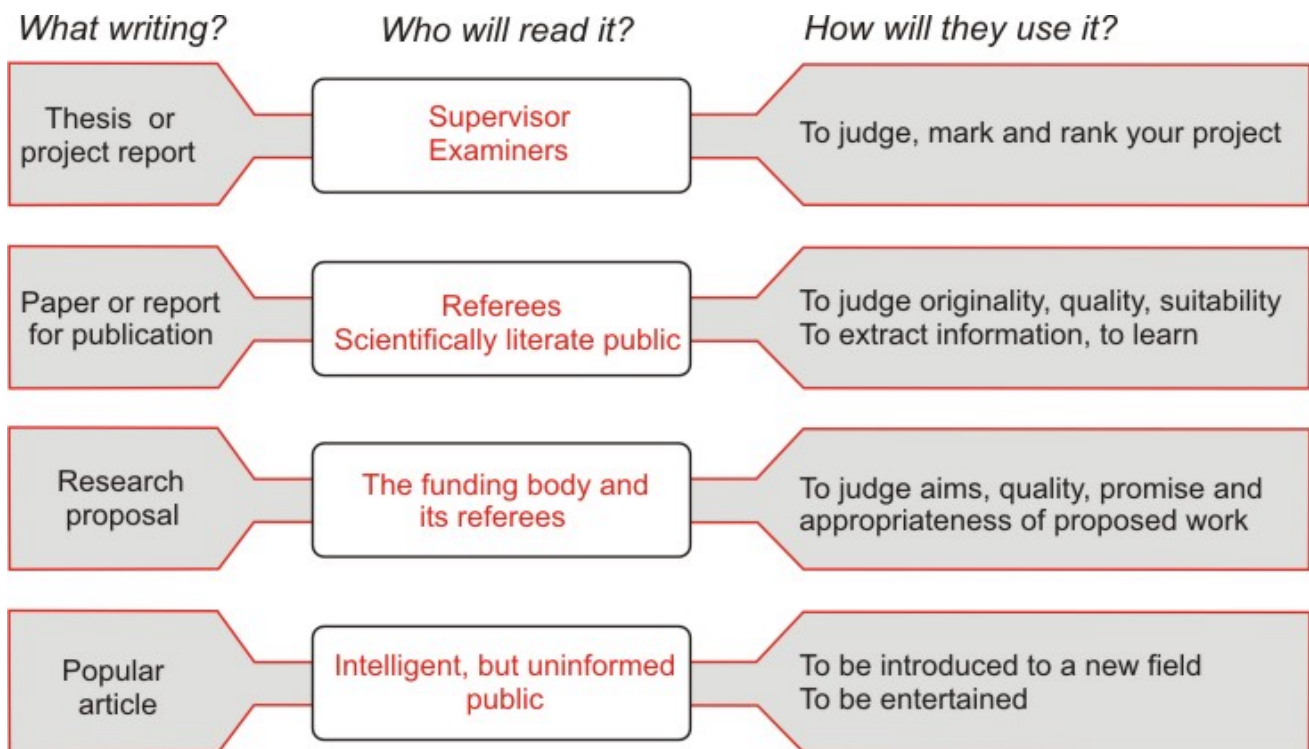 What writing?
Who will read it?
How will they use it?
Thesis or
project report
Supervisor
Examiners
To judge, mark and rank your project
Paper or report
for publication
Referees
Scientifically literate public
To judge originality, quality, suitability
To extract information, to learn
Research
proposal
The funding body and
its referees
To judge aims, quality, promise and
appropriateness of proposed work
Popular
article
Intelligent, but uninformed
public
To be introduced to a new field
To be entertained